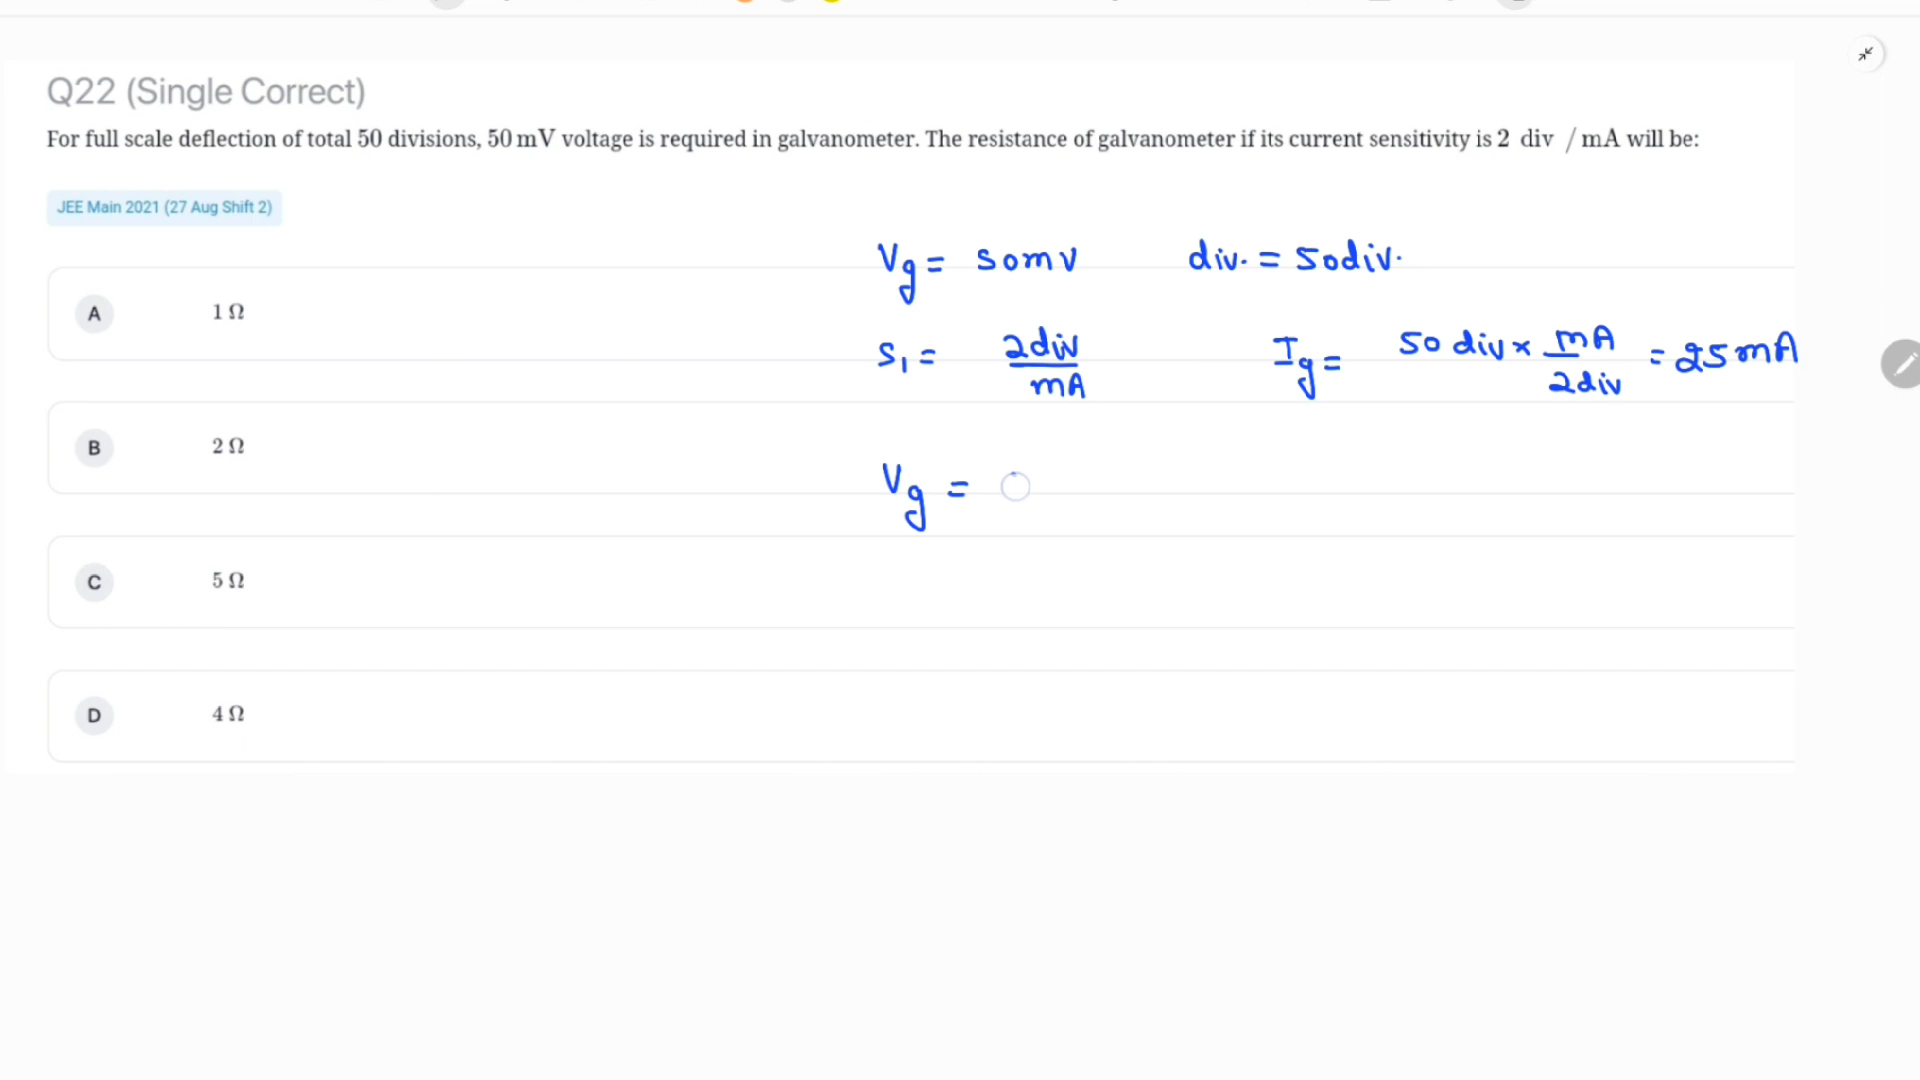 Q22 (Single Correct)
For full scale deflection of total 50 divisions, 50 mV voltage is required in galvanometer. The resistance of galvanometer if its current sensitivity is 2 div / mA will be:
JEE Main 2021 (27 Aug Shift 2)
A 1 Ω
B 2 Ω
C 5 Ω
D 4 Ω
Vg = 50mV div. = 50div.
S₁ = 2div/mA Ig = 50 div × mA/2div = 25mA
Vg =